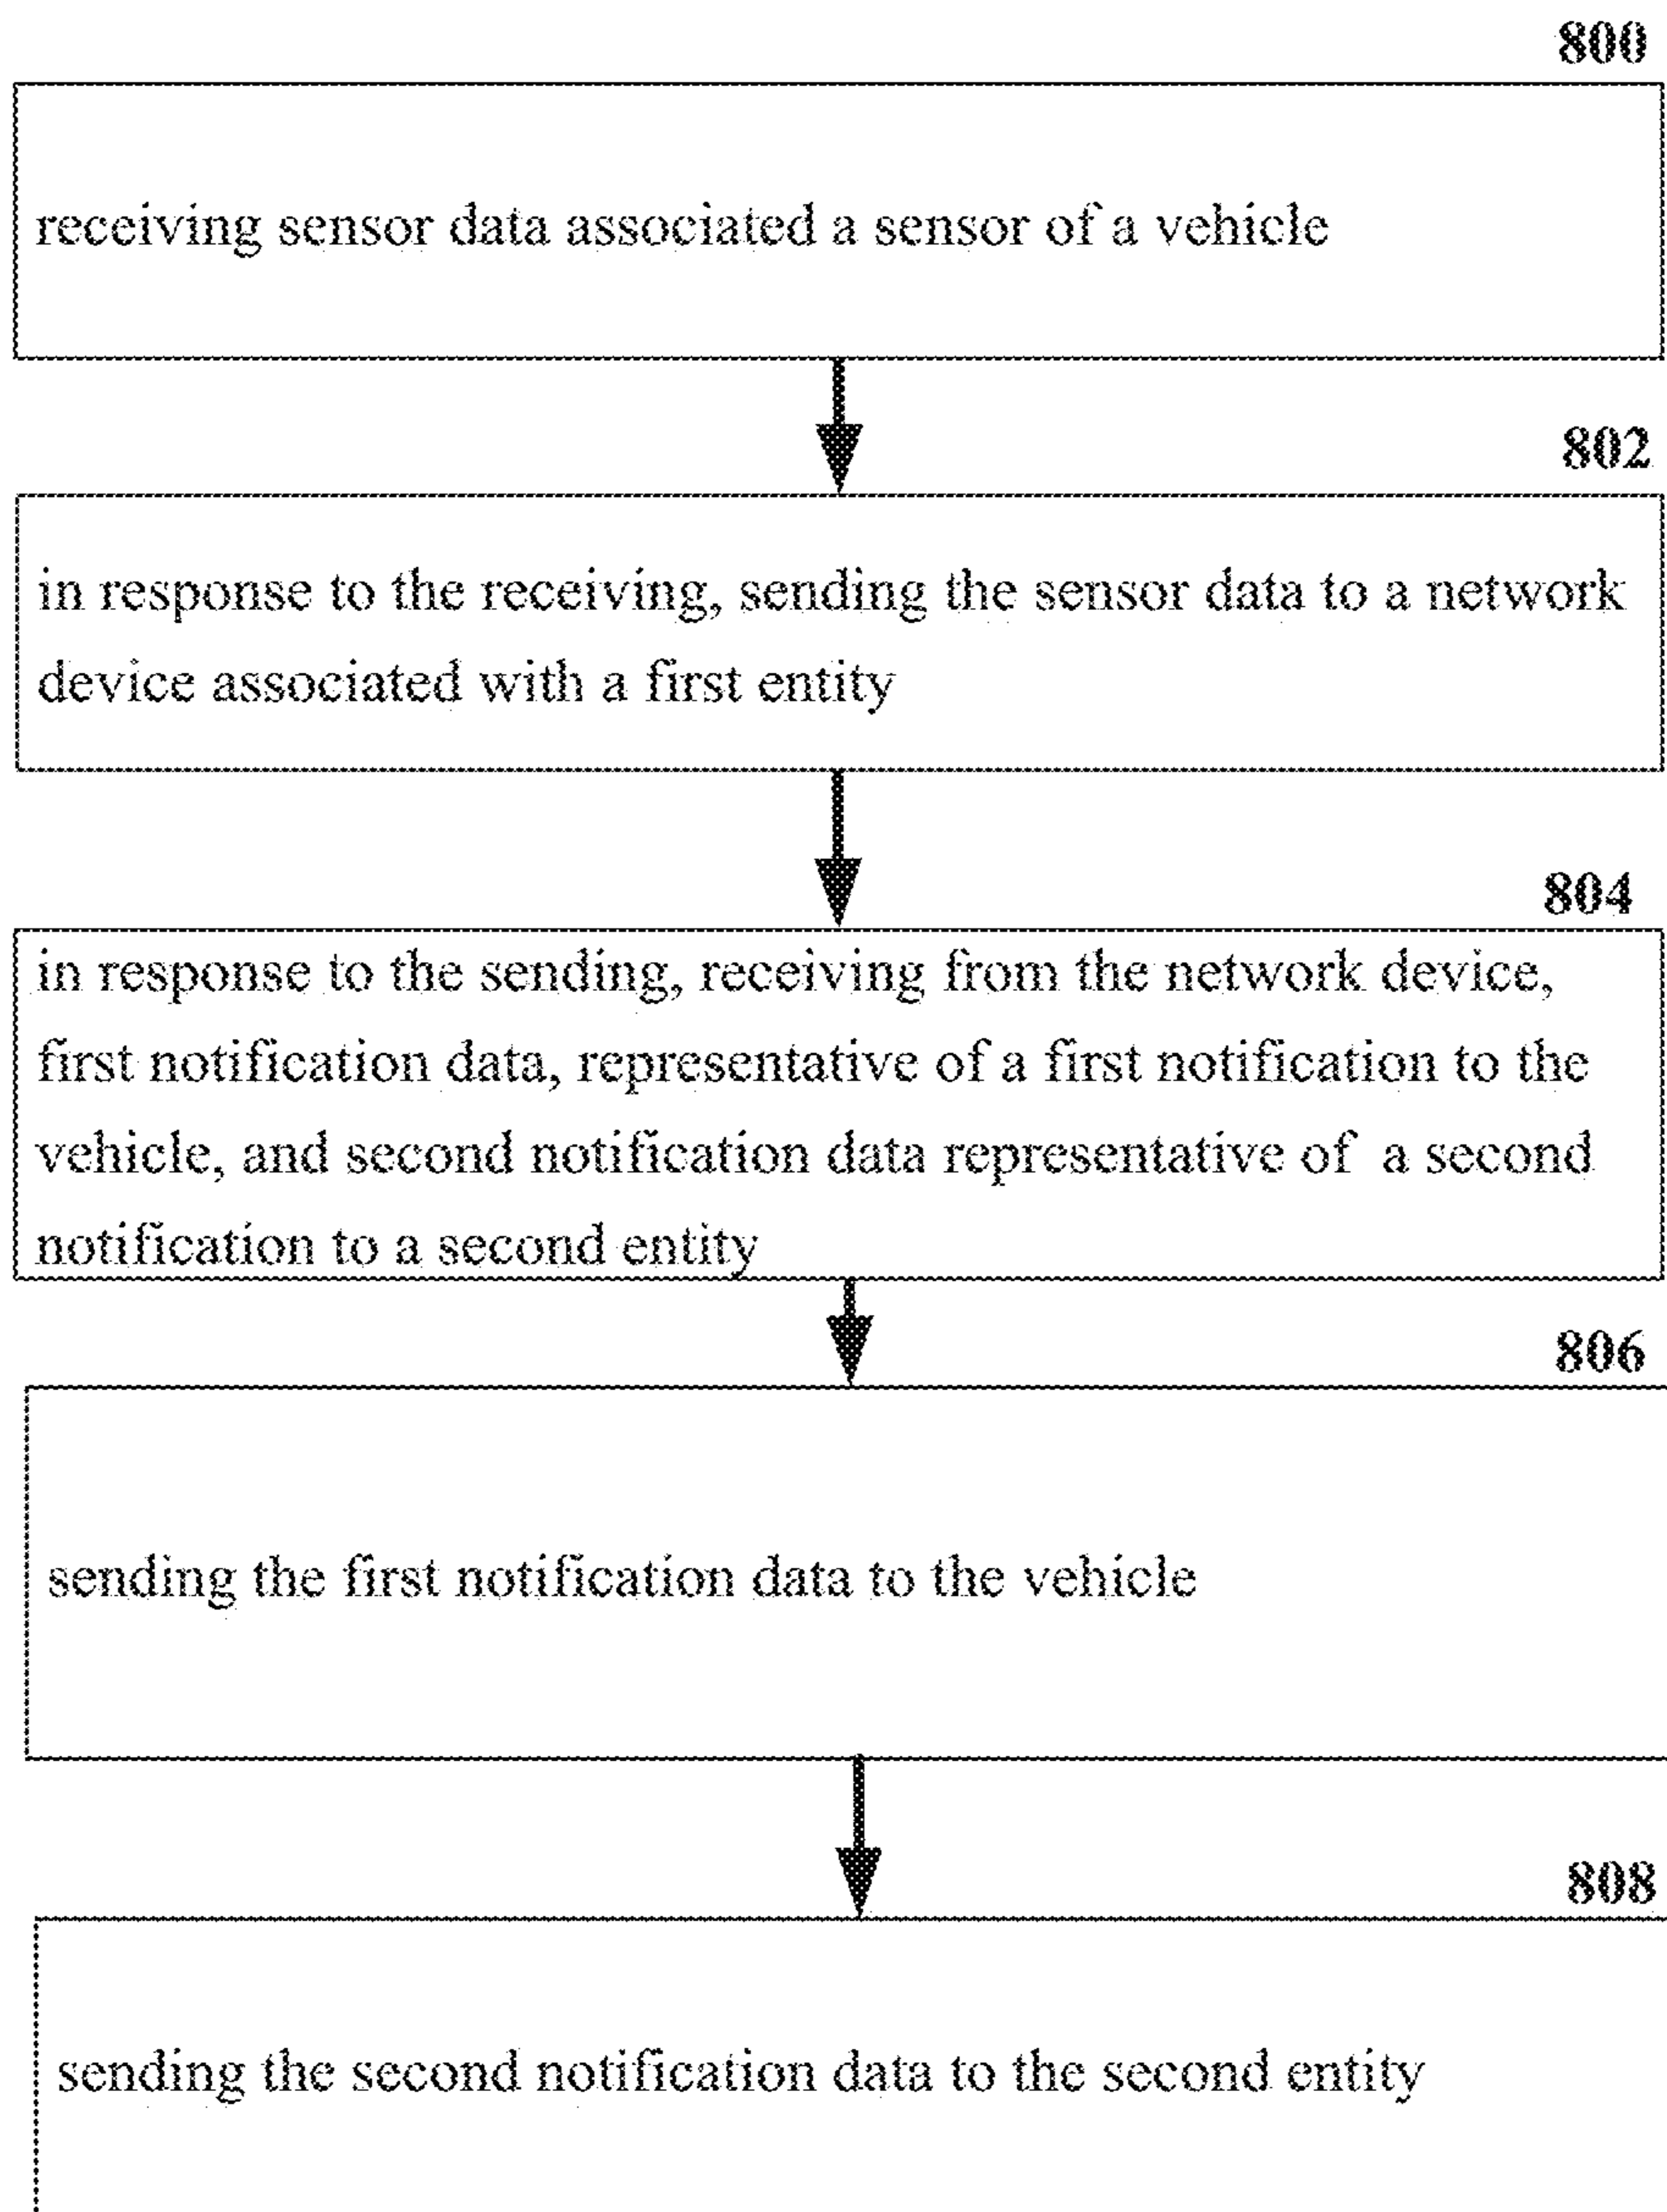 800
receiving sensor data associated a sensor of a vehicle
802
in response to the receiving, sending the sensor data to a network
device associated with a first entity
804
in response to the sending, receiving from the network device,
first notification data, representative of a first notification to the
vehicle, and second notification data representative of a second
notification to a second entity
806
sending the first notification data to the vehicle
808
sending the second notification data to the second entity